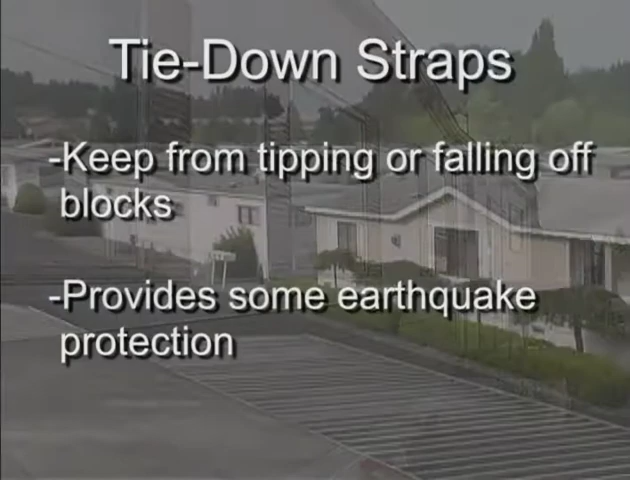 Tie-Down Straps
-Keep from tipping or falling off
blocks
-Provides some earthquake
protection